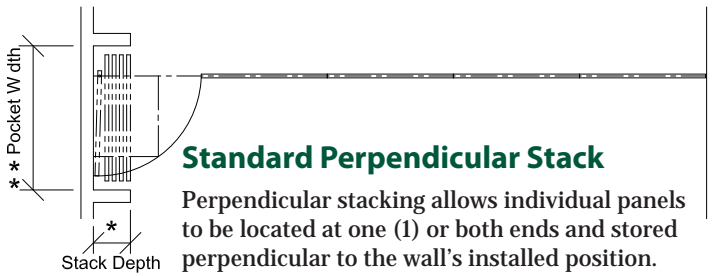 ** Pocket W dth
Standard Perpendicular Stack
Perpendicular stacking allows individual panels
to be located at one (1) or both ends and stored
perpendicular to the wall's installed position.
*
Stack Depth